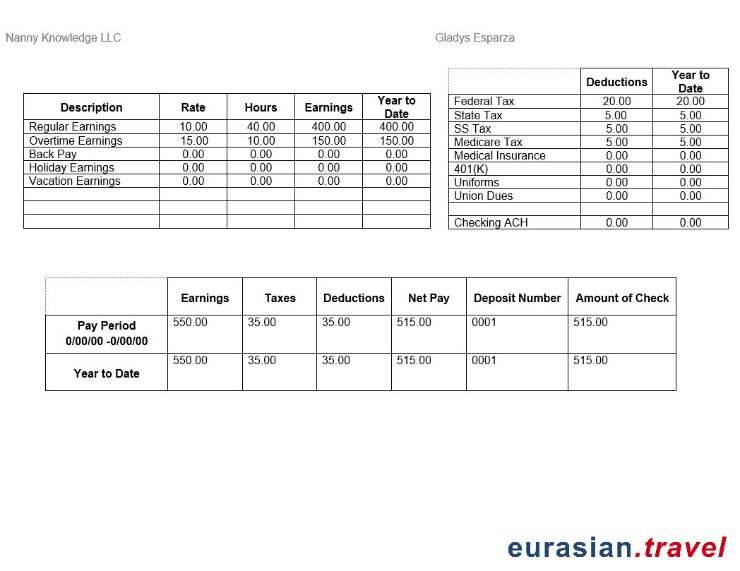 Nanny Knowledge LLC Gladys Esparza
Description Rate Hours Earnings Year to Date
Regular Earnings 10.00 40.00 400.00 400.00
Overtime Earnings 15.00 10.00 150.00 150.00
Back Pay 0.00 0.00 0.00 0.00
Holiday Earnings 0.00 0.00 0.00 0.00
Vacation Earnings 0.00 0.00 0.00 0.00
Deductions Year to Date
Federal Tax 20.00 20.00
State Tax 5.00 5.00
SS Tax 5.00 5.00
Medicare Tax 5.00 5.00
Medical Insurance 0.00 0.00
401(K) 0.00 0.00
Uniforms 0.00 0.00
Union Dues 0.00 0.00
Checking ACH 0.00 0.00
Earnings Taxes Deductions Net Pay Deposit Number Amount of Check
Pay Period 0/00/00 -0/00/00 550.00 35.00 35.00 515.00 0001 515.00
Year to Date 550.00 35.00 35.00 515.00 0001 515.00
eurasian.travel